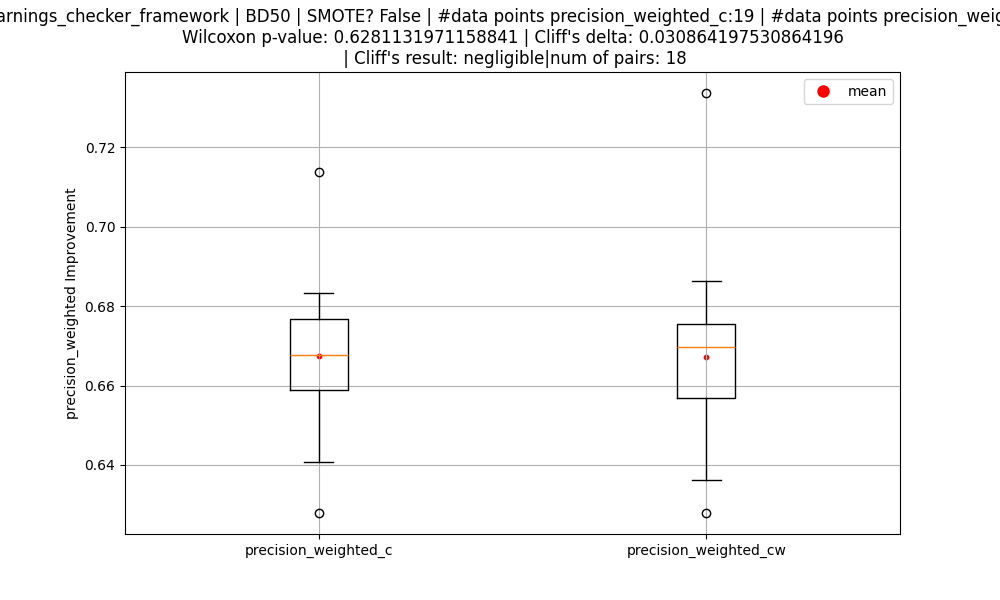 arnings_checker_framework | BD50 | SMOTE? False | #data points precision_weighted_c:19 | #data points precision_weig
Wilcoxon p-value: 0.6281131971158841 | Cliff's delta: 0.030864197530864196
| Cliff's result: negligible|num of pairs: 18
mean
0.72
0.70
0.68
0.66
0.64
precision_weighted Improvement
precision_weighted_c
precision_weighted_cw